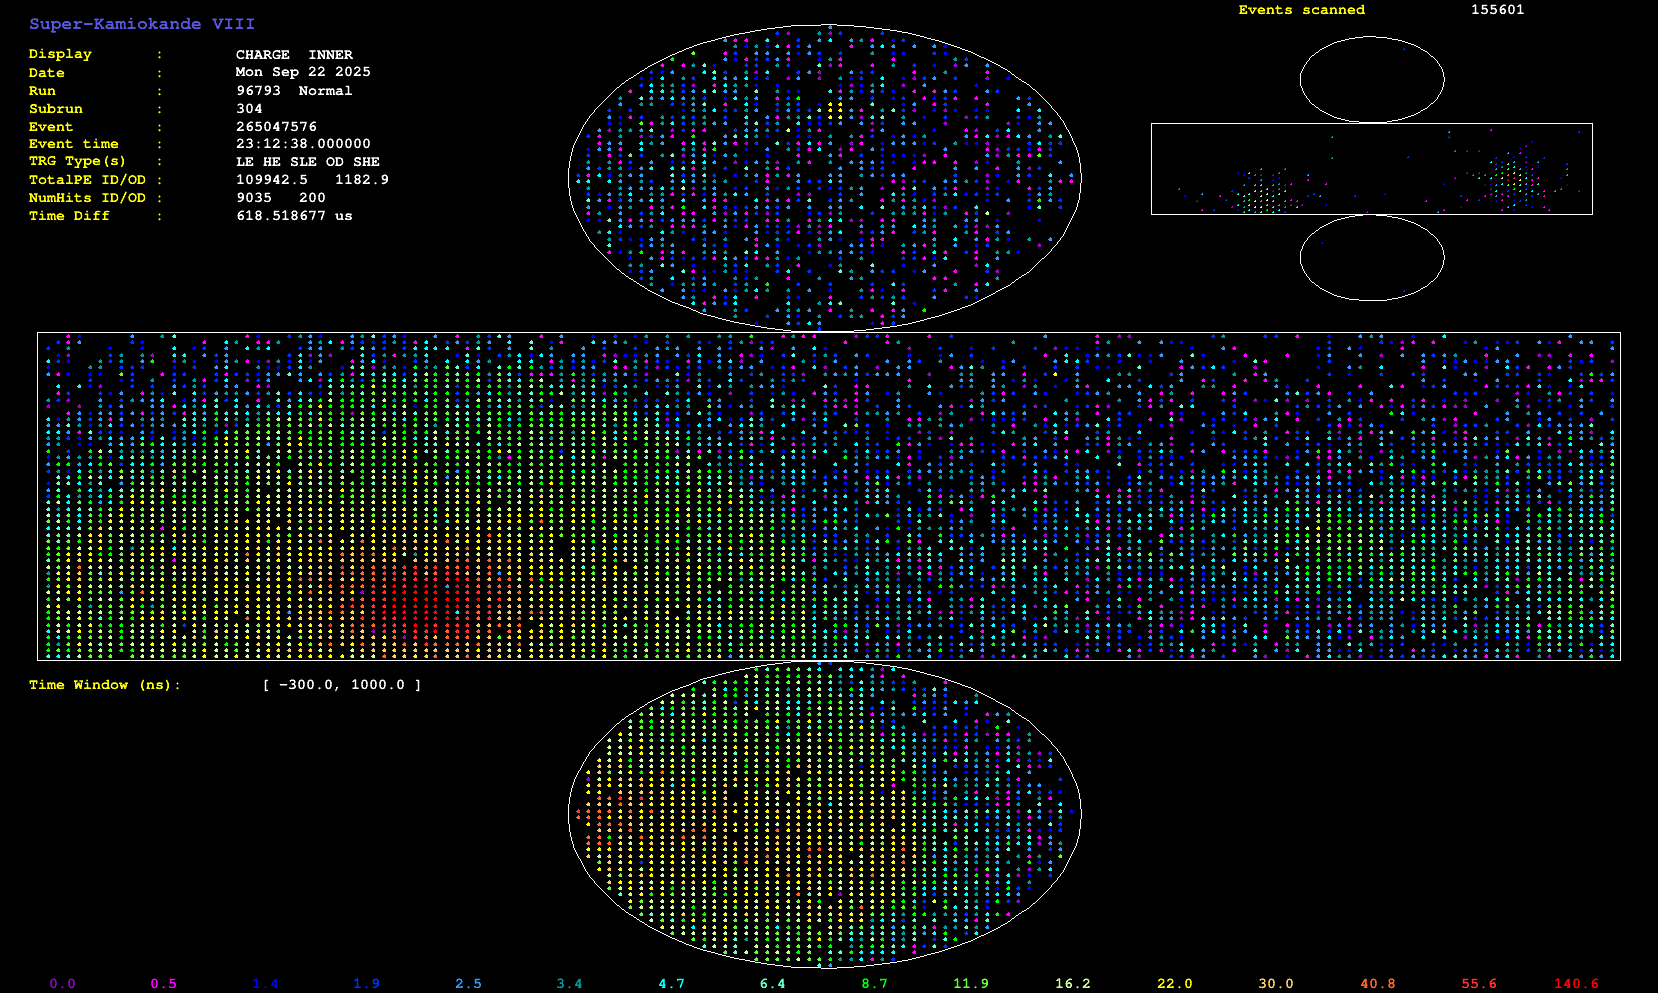 Super-Kamiokande VIII
Events scanned 155601
Display : CHARGE INNER
Date : Mon Sep 22 2025
Run : 96793 Normal
Subrun : 304
Event : 265047576
Event time : 23:12:38.000000
TRG Type(s) : LE HE SLE OD SHE
TotalPE ID/OD : 109942.5 1182.9
NumHits ID/OD : 9035 200
Time Diff : 618.518677 us
Time Window (ns): [ -300.0, 1000.0 ]
0.0 0.5 1.4 1.9 2.5 3.4 4.7 6.4 8.7 11.9 16.2 22.0 30.0 40.8 55.6 140.6